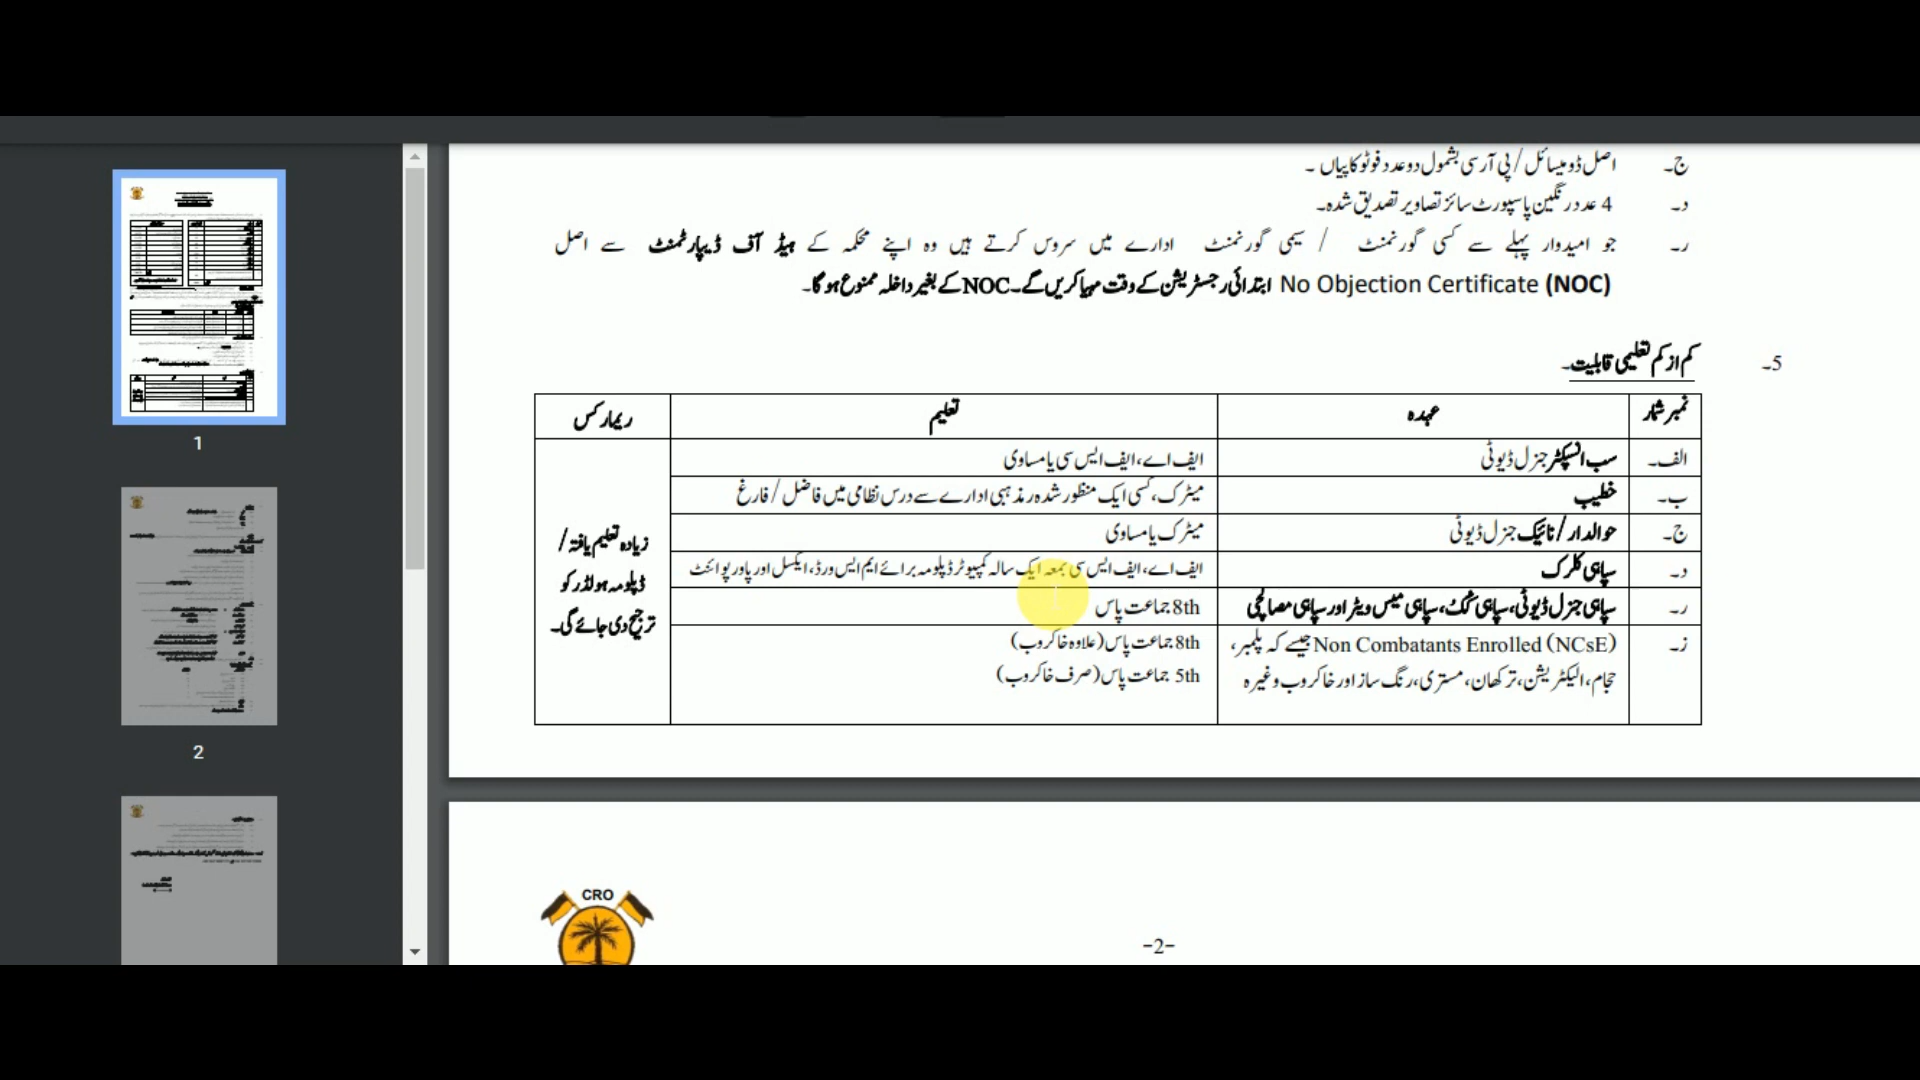 ج۔ اصل ڈومیسائل / پی آر سی بشمول دو عدد فوٹو کاپیاں ۔
د۔ 4 عدد رنگین پاسپورٹ سائز تصاویر تصدیق شدہ۔
ر۔ جو امیدوار پہلے سے کسی گورنمنٹ / سیمی گورنمنٹ ادارے میں سروس کرتے ہیں وہ اپنے محکمہ کے ہیڈ آف ڈیپارٹمنٹ سے اصل
No Objection Certificate (NOC) ابتدائی رجسٹریشن کے وقت مہیا کریں گے۔ NOC کے بغیر داخلہ ممنوع ہو گا۔
5۔ کم از کم تعلیمی قابلیت۔
نمبر شمار عہدہ تعلیم ریمارکس
الف۔ سب انسپکٹر جنرل ڈیوٹی ایف اے، ایف ایس سی یا مساوی
ب۔ خطیب میٹرک، کسی ایک منظور شدہ مذہبی ادارے سے درس نظامی میں فاضل / فارغ
ج۔ حوالدار / نائیک جنرل ڈیوٹی میٹرک یا مساوی
د۔ سپاہی کلرک ایف اے، ایف ایس سی بمعہ ایک سالہ کمپیوٹر ڈپلومہ برائے ایم ایس ورڈ، ایکسل اور پاور پوائنٹ
ر۔ سپاہی جنرل ڈیوٹی، سپاہی کک، سپاہی میس ویٹر اور سپاہی مصالچی 8th جماعت پاس
ز۔ Non Combatants Enrolled (NCsE) جیسے کہ پلمبر، 8th جماعت پاس (علاوہ خاکروب)
حجام، الیکٹریشن، ترکھان، مستری، رنگ ساز اور خاکروب وغیرہ 5th جماعت پاس (صرف خاکروب)
زیادہ تعلیم یافتہ /
ڈپلومہ ہولڈر کو
ترجیح دی جائے گی۔
CRO
-2-
1
2